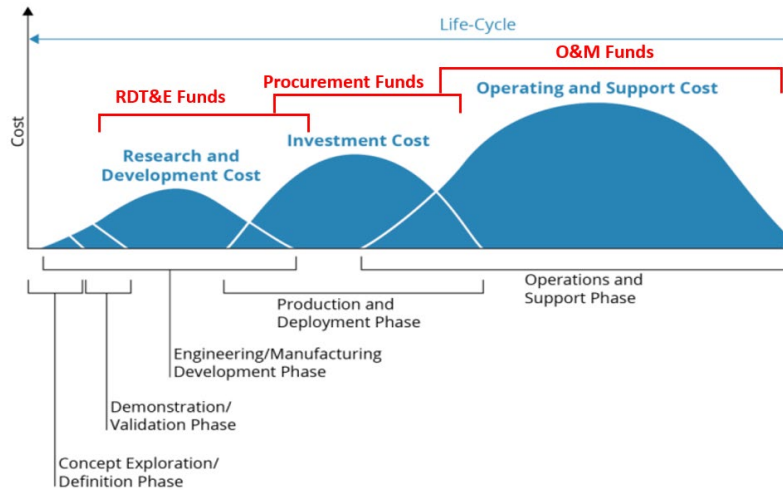 Life-Cycle
O&M Funds
RDT&E Funds
Procurement Funds
Operating and Support Cost
Investment Cost
Research and
Development Cost
Cost
Operations and
Support Phase
Production and
Deployment Phase
Engineering/Manufacturing
Development Phase
Demonstration/
Validation Phase
Concept Exploration/
Definition Phase